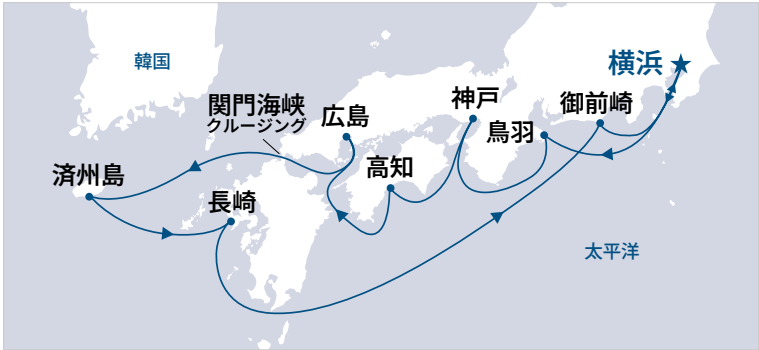 韓国
横浜
関門海峡
クルージング
広島
神戸
御前崎
鳥羽
高知
済州島
長崎
太平洋